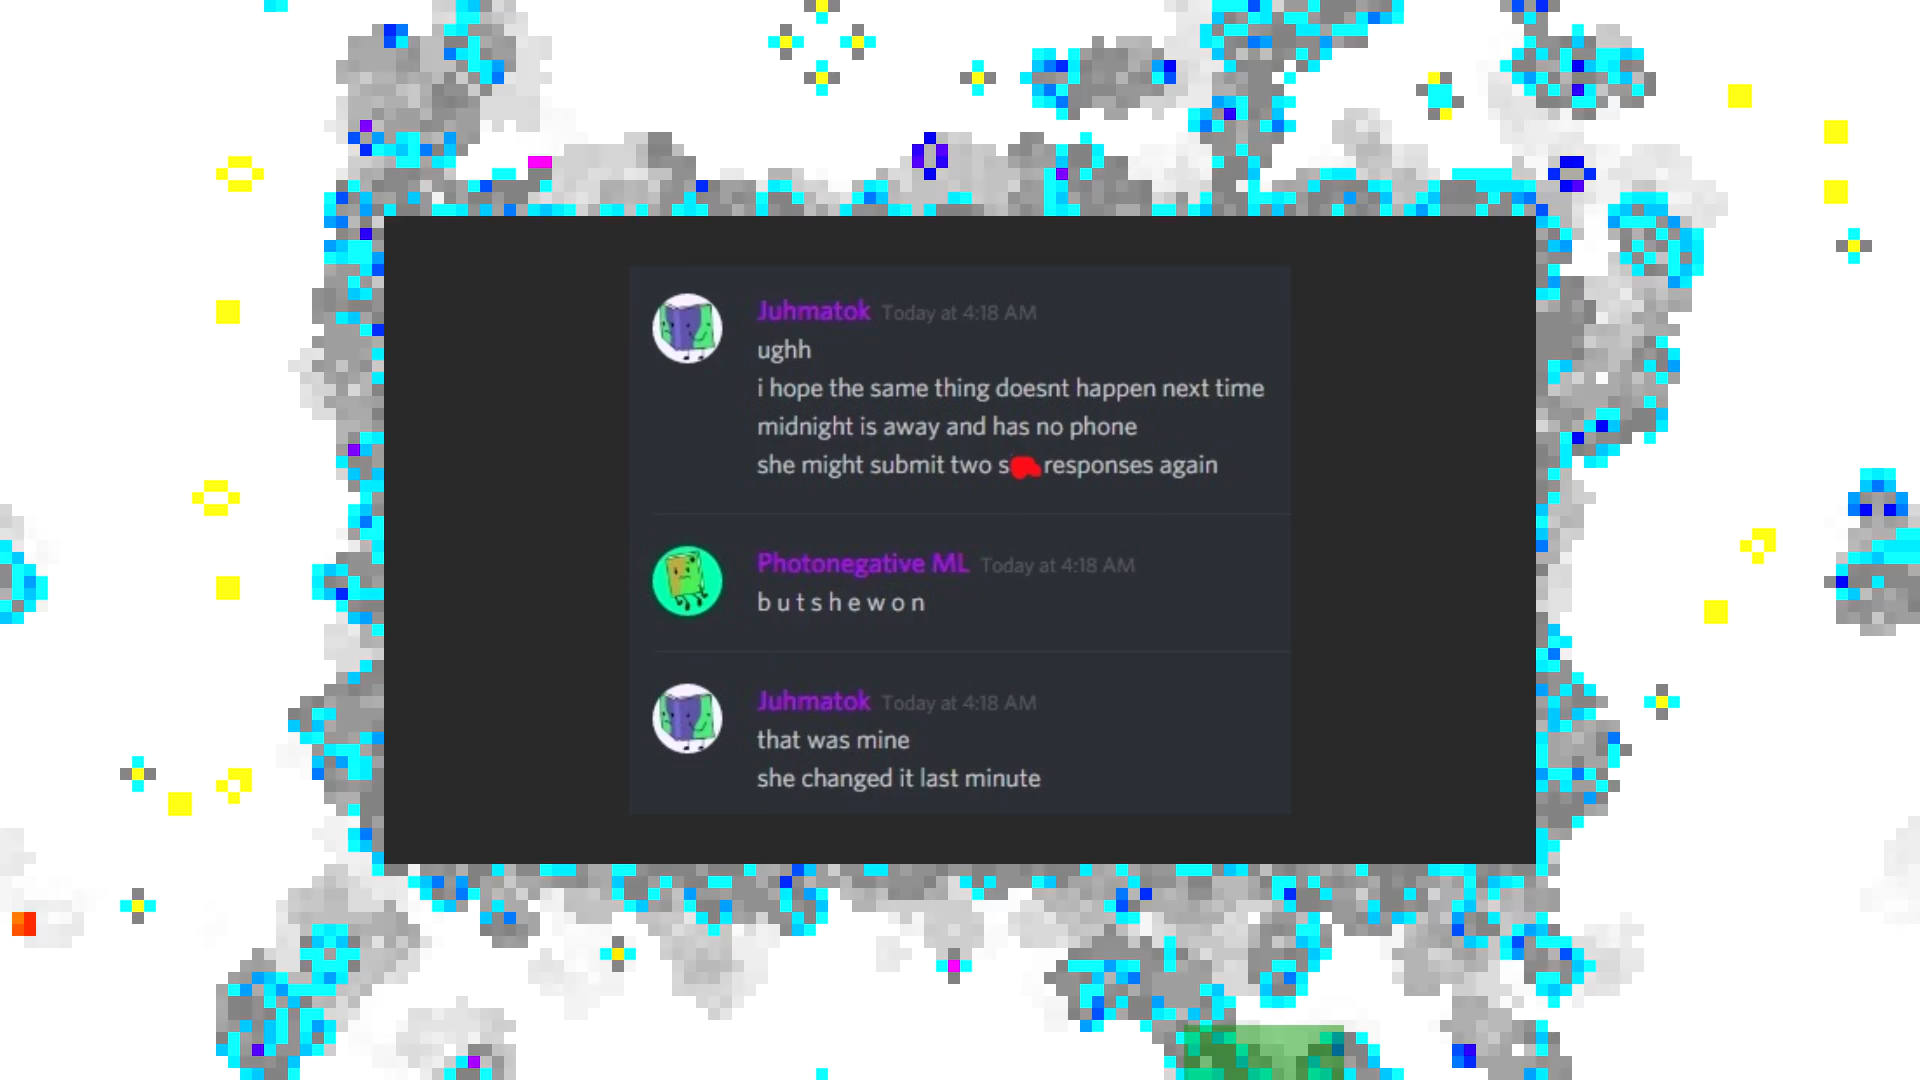 Juhmatok Today at 4:18 AM
ughh
i hope the same thing doesnt happen next time
midnight is away and has no phone
she might submit two s responses again
Photonegative ML Today at 4:18 AM
b u t s h e w o n
Juhmatok Today at 4:18 AM
that was mine
she changed it last minute